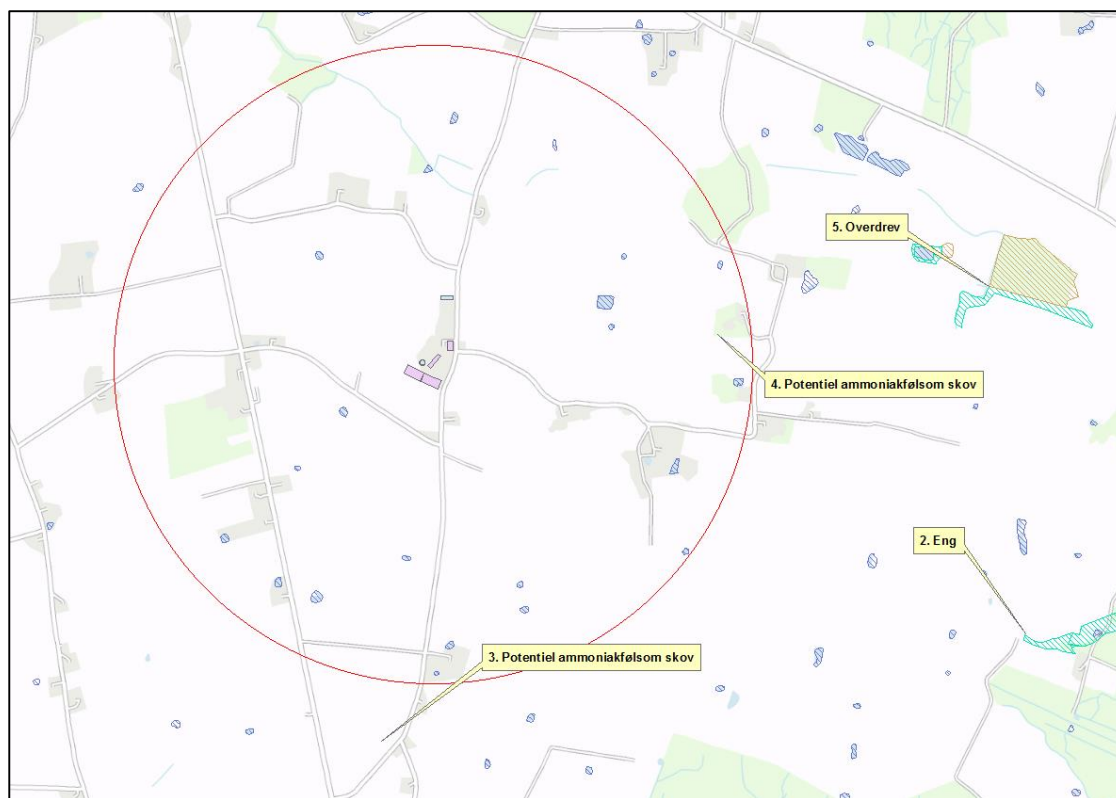 5. Overdrev
4. Potentiel ammoniakfølsom skov
2. Eng
3. Potentiel ammoniakfølsom skov